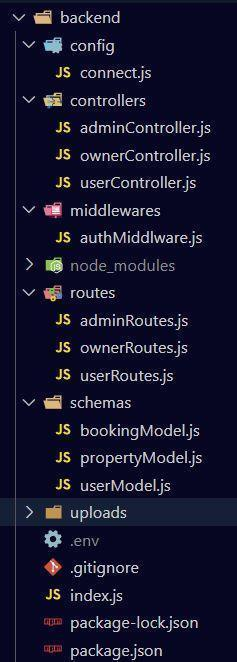 backend
config
JS connect.js
controllers
JS adminController.js
JS ownerController.js
JS userController.js
middlewares
JS authMiddlware.js
node_modules
routes
JS adminRoutes.js
JS ownerRoutes.js
JS userRoutes.js
schemas
JS bookingModel.js
JS propertyModel.js
JS userModel.js
uploads
.env
.gitignore
JS index.js
npm package-lock.json
npm package.json